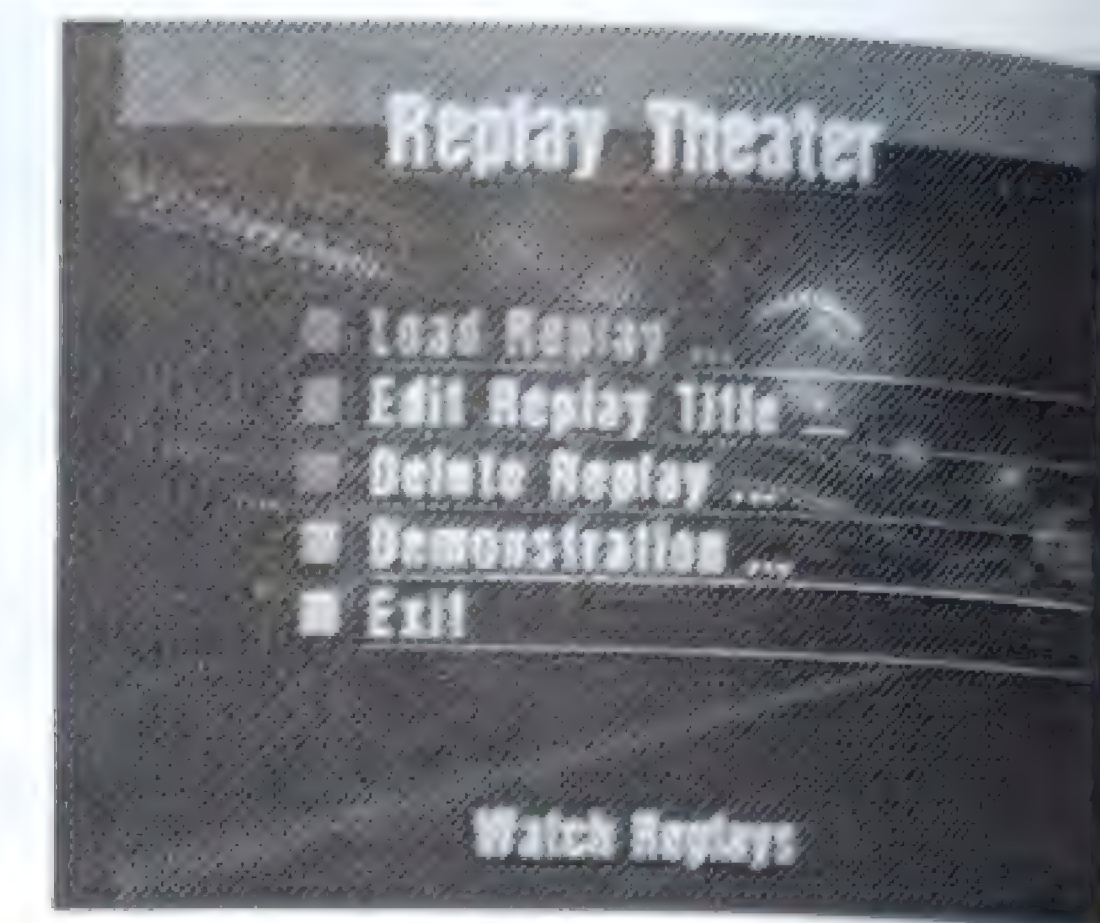 Replay Theater
Load Replay ...
Edit Replay Title ...
Delete Replay ...
Demonstration ...
Exit
Watch Replays